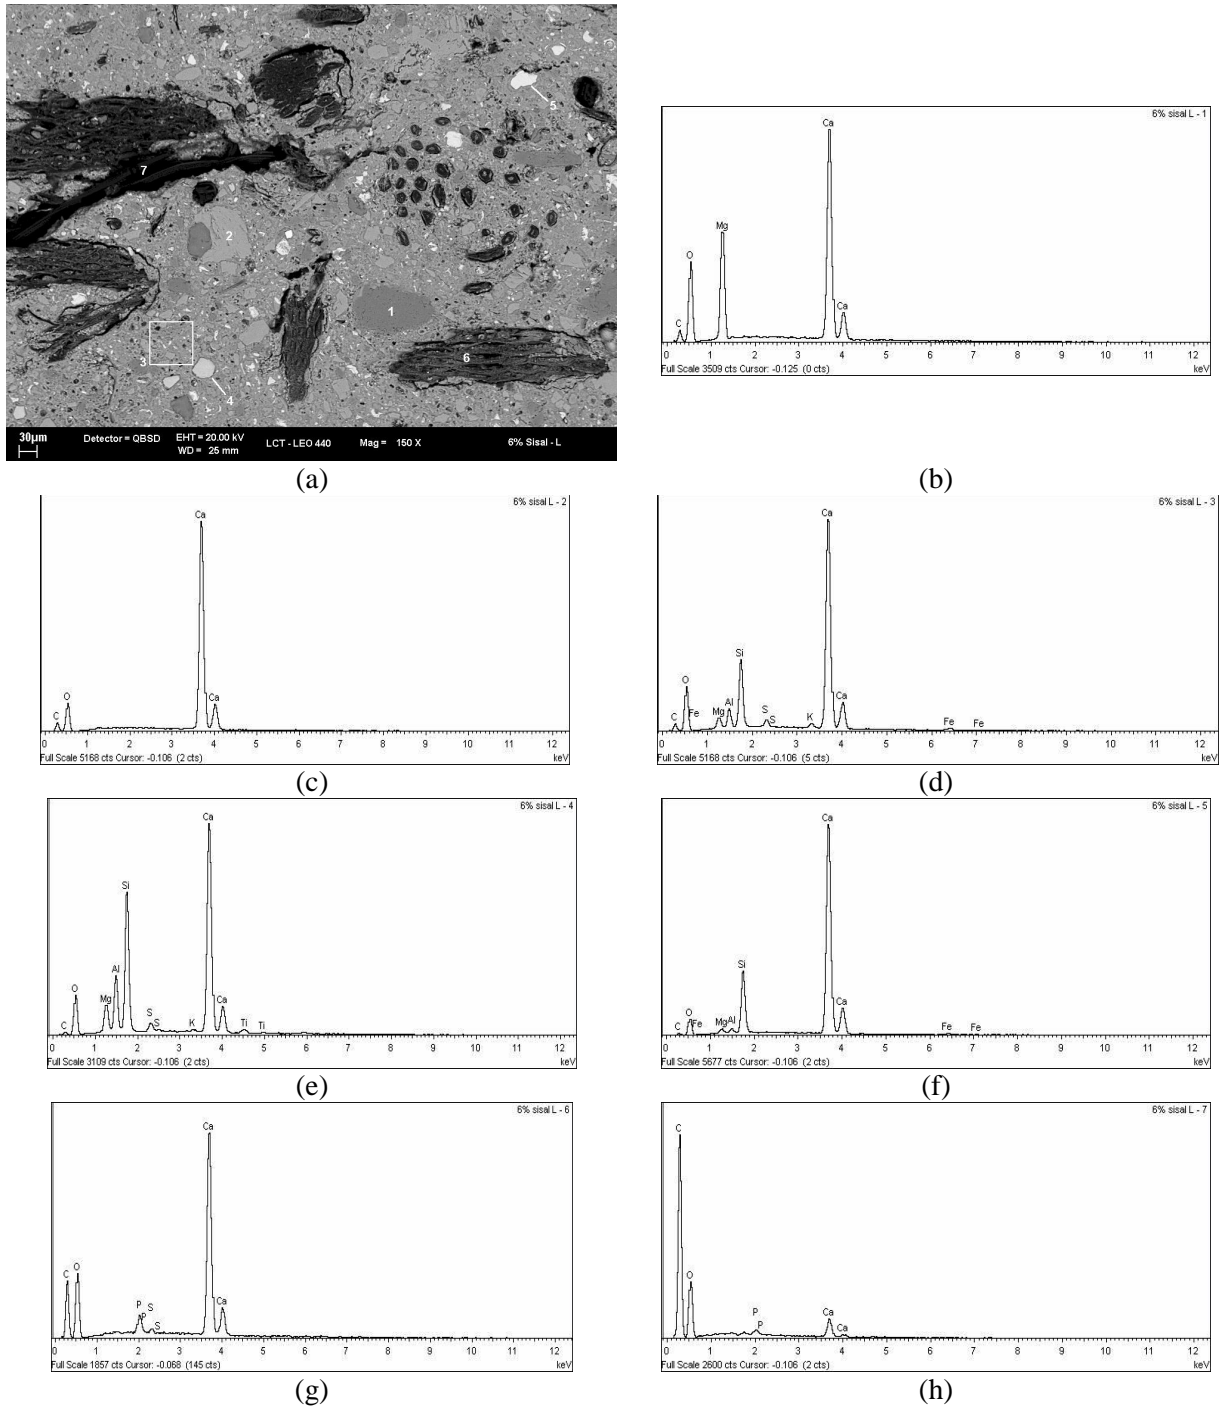 5
7
2
1
3
6
4
30µm
Detector = QBSD
EHT = 20.00 kV
WD = 25 mm
LCT - LEO 440
Mag = 150 X
6% Sisal - L
(a)
6% sisal L - 1
Ca
Mg
O
Ca
C
0 1 2 3 4 5 6 7 8 9 10 11 12
Full Scale 3509 cts Cursor: -0.125 (0 cts) keV
(b)
6% sisal L - 2
Ca
O
Ca
C
0 1 2 3 4 5 6 7 8 9 10 11 12
Full Scale 5168 cts Cursor: -0.106 (2 cts) keV
(c)
6% sisal L - 3
Ca
Si
O
Al
Ca
C Fe Mg S S K Fe Fe
0 1 2 3 4 5 6 7 8 9 10 11 12
Full Scale 5168 cts Cursor: -0.106 (5 cts) keV
(d)
6% sisal L - 4
Ca
Si
Al
O
Mg
Ca
C S S K Ti Ti
0 1 2 3 4 5 6 7 8 9 10 11 12
Full Scale 3109 cts Cursor: -0.106 (2 cts) keV
(e)
6% sisal L - 5
Ca
Si
Ca
O
C Fe Mg Al Fe Fe
0 1 2 3 4 5 6 7 8 9 10 11 12
Full Scale 5677 cts Cursor: -0.106 (2 cts) keV
(f)
6% sisal L - 6
Ca
C O
P S
Ca
P S
0 1 2 3 4 5 6 7 8 9 10 11 12
Full Scale 1857 cts Cursor: -0.068 (145 cts) keV
(g)
6% sisal L - 7
C
O
P Ca
P Ca
0 1 2 3 4 5 6 7 8 9 10 11 12
Full Scale 2600 cts Cursor: -0.106 (2 cts) keV
(h)